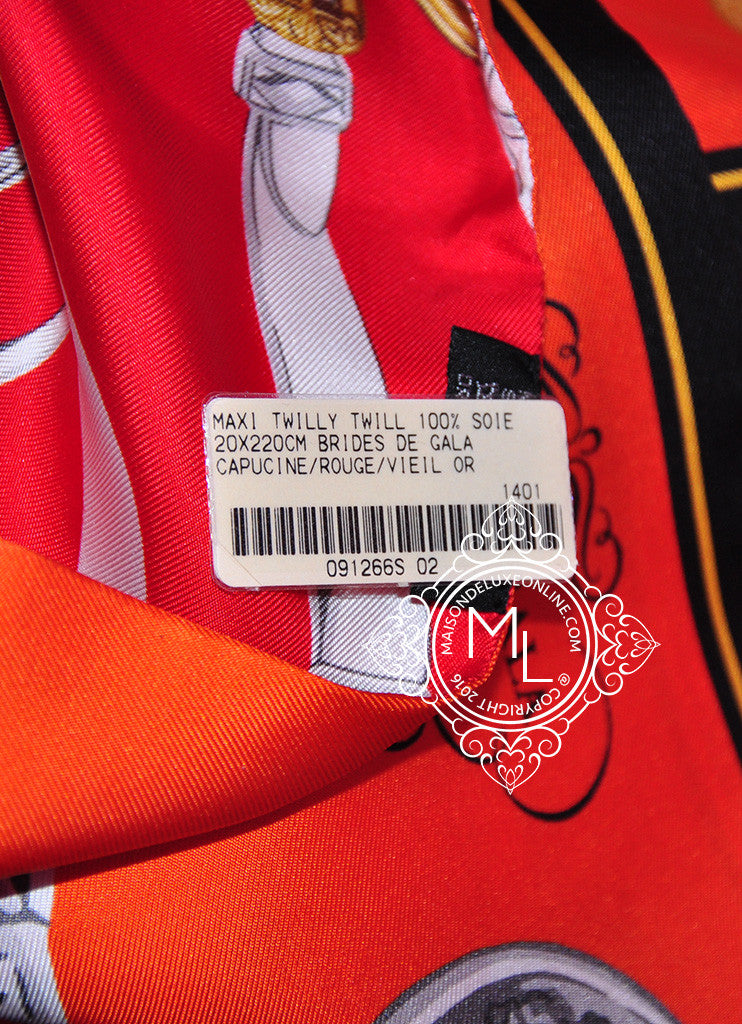 MAXI TWILLY TWILL 100% SOIE
20X220CM BRIDES DE GALA
CAPUCINE/ROUGE/VIEIL OR
1401
091266S 02
MAISONDELUXEONLINE.COM
ML
@ COPYRIGHT 2016